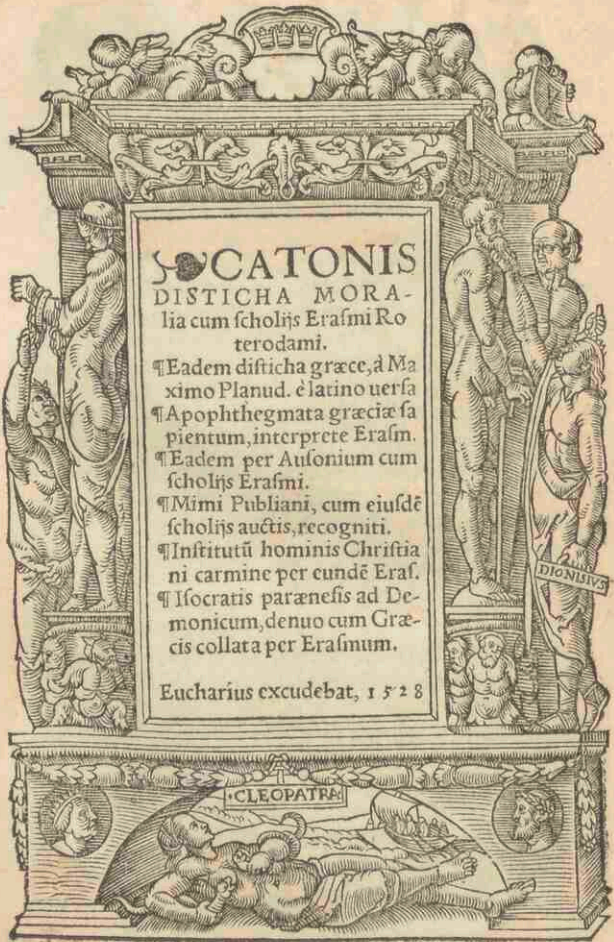 CATONIS
DISTICHA MORA-
lia cum ſcholijs Eraſmi Ro
terodami.
¶Eadem diſticha græce, à Ma
ximo Planud. è latino uerſa
¶Apophthegmata græciæ ſa
pientum, interprete Eraſm.
¶Eadem per Auſonium cum
ſcholijs Eraſmi.
¶Mimi Publiani, cum eiuſdē
ſcholijs auctis, recogniti.
¶Inſtitutū hominis Chriſtia
ni carmine per eundē Eraſ.
¶Iſocratis parænesis ad De-
monicum, denuo cum Græ-
cis collata per Eraſmum.
Eucharius excudebat, 1528
DIONISIVS
·CLEOPATRA·